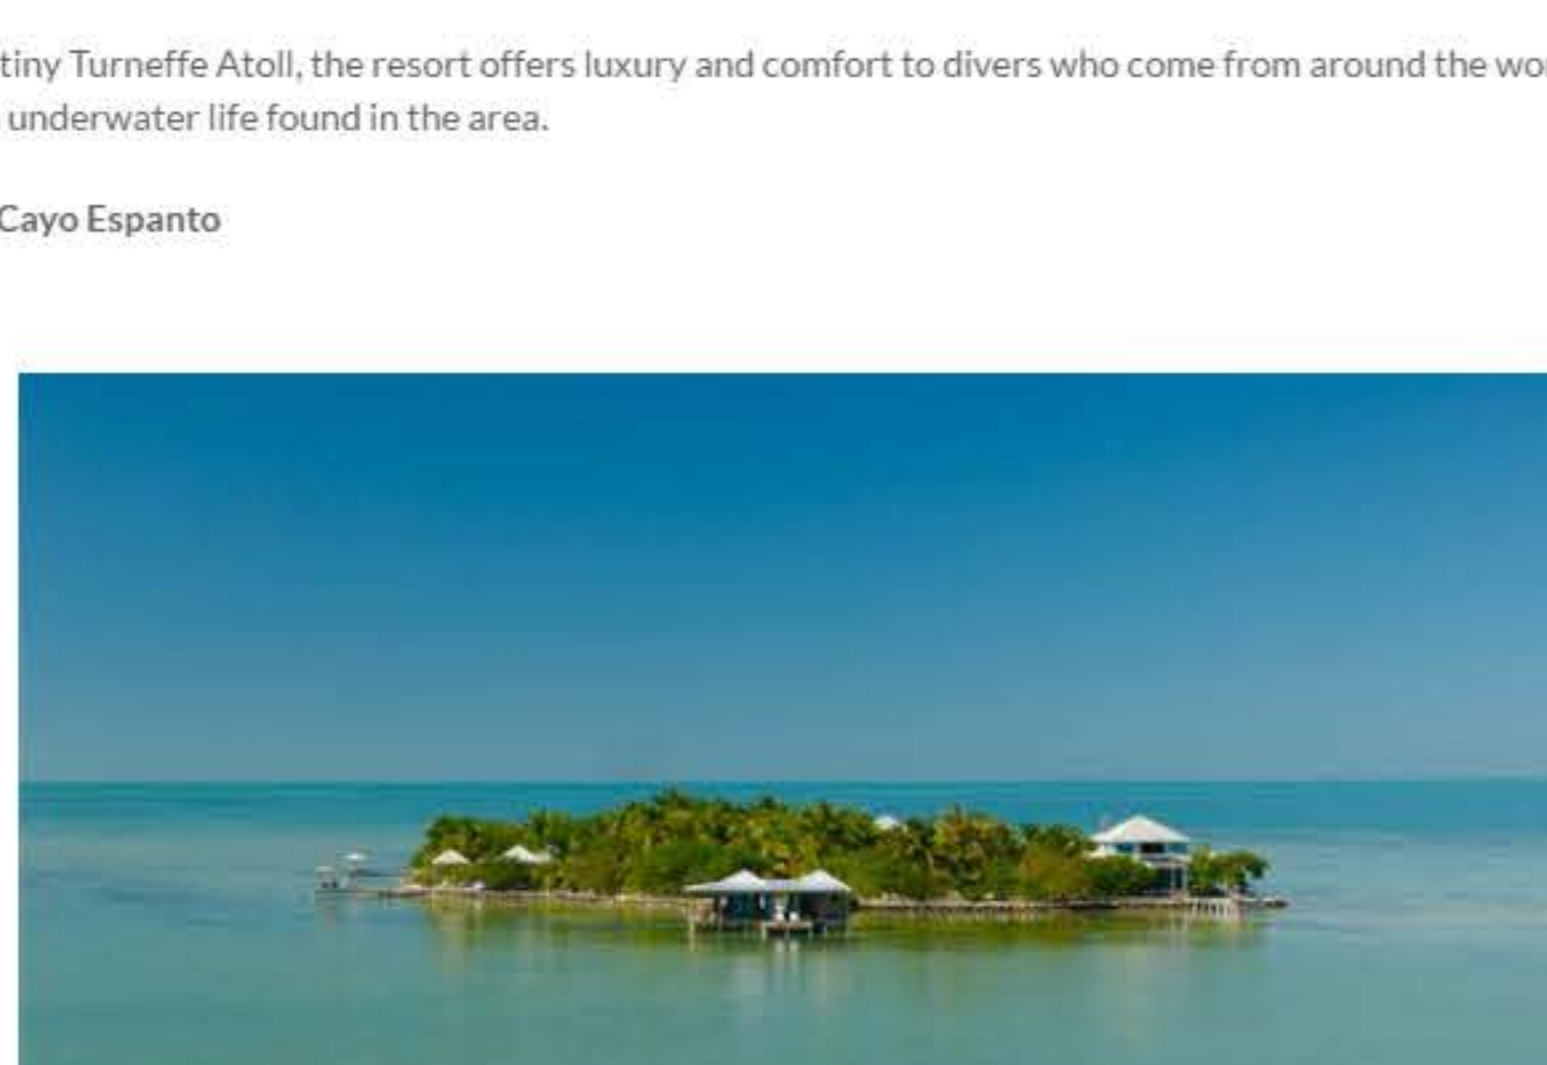 tiny Turneffe Atoll, the resort offers luxury and comfort to divers who come from around the wor
underwater life found in the area.
Cayo Espanto